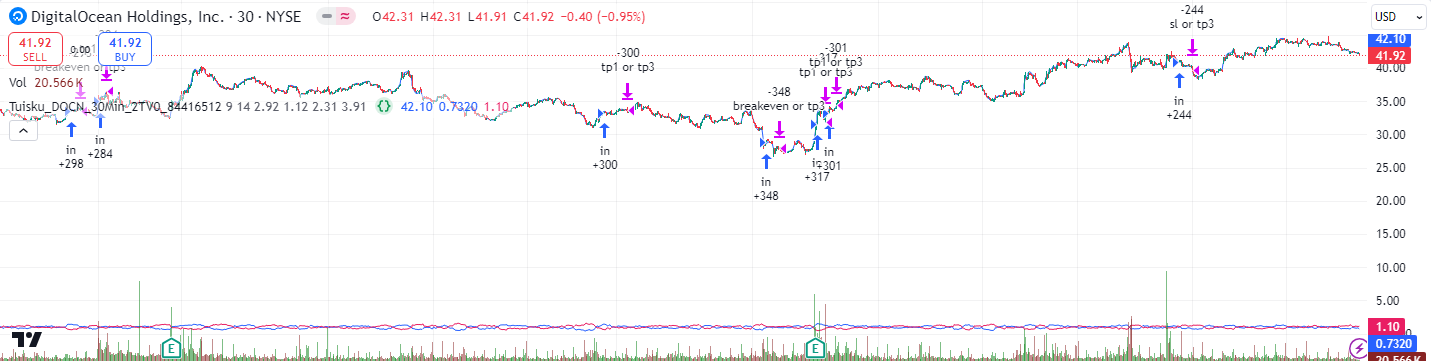 DigitalOcean Holdings, Inc. · 30 · NYSE
O42.31 H42.31 L41.91 C41.92 −0.40 (−0.95%)
USD
41.92
SELL
0.00
41.92
BUY
breakeven or tp3
Vol 20.566 K
Tuisku_DOCN_30Min_2TV0_84416512 9 14 2.92 1.12 2.31 3.91 {} 42.10 0.7320 1.10
in
+298
in
+284
-300
tp1 or tp3
in
+300
-348
breakeven or tp3
in
+348
-301
-317
tp1 or tp3
tp1 or tp3
in
+301
in
+317
-244
sl or tp3
in
+244
42.10
41.92
40.00
35.00
30.00
25.00
20.00
15.00
10.00
5.00
1.10
0.7320
20.566 K
E
E